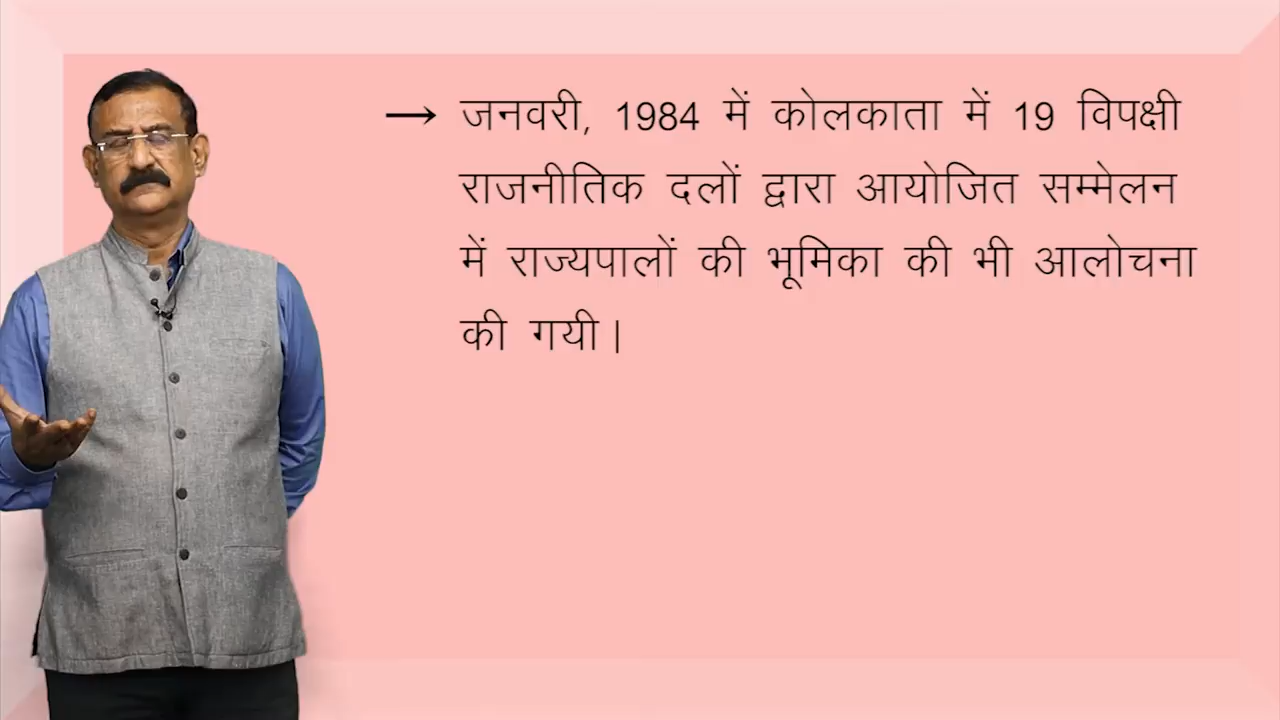 → जनवरी, 1984 में कोलकाता में 19 विपक्षी
राजनीतिक दलों द्वारा आयोजित सम्मेलन
में राज्यपालों की भूमिका की भी आलोचना
की गयी।